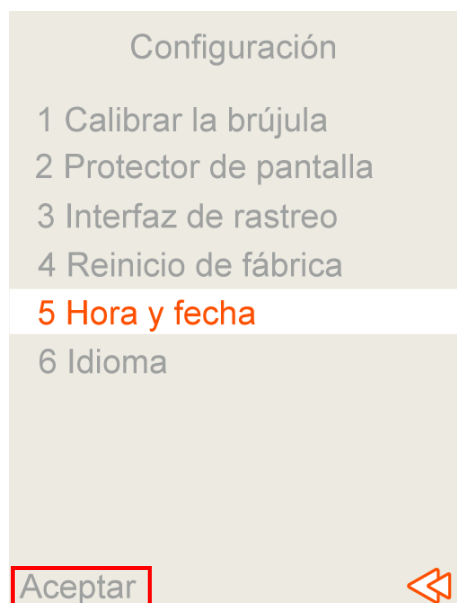 Configuración
1 Calibrar la brújula
2 Protector de pantalla
3 Interfaz de rastreo
4 Reinicio de fábrica
5 Hora y fecha
6 Idioma
Aceptar